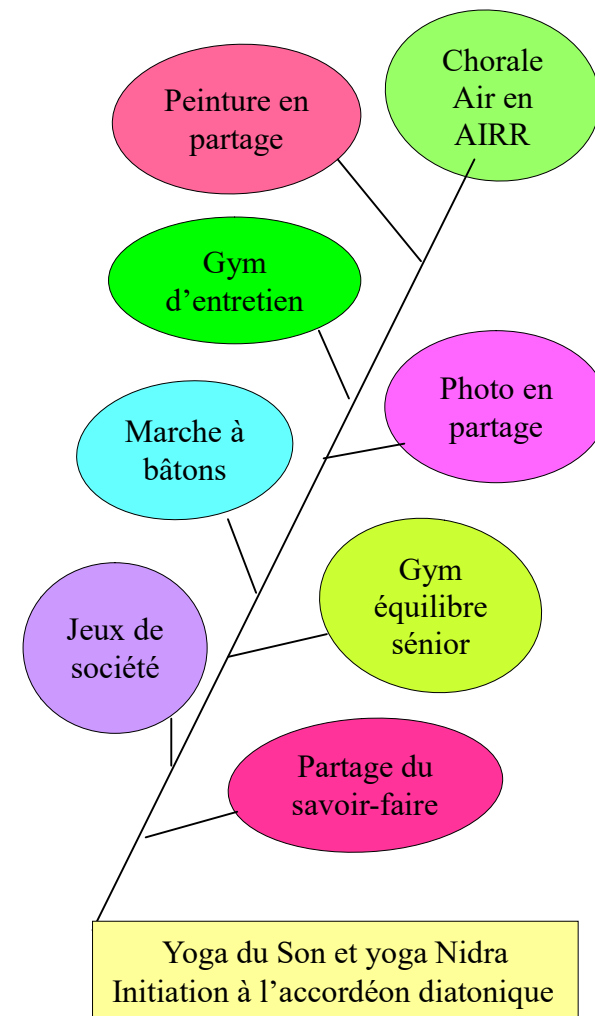 Chorale
Air en
AIRR
Peinture en
partage
Gym
d’entretien
Photo en
partage
Marche à
bâtons
Gym
équilibre
sénior
Jeux de
société
Partage du
savoir-faire
Yoga du Son et yoga Nidra
Initiation à l’accordéon diatonique